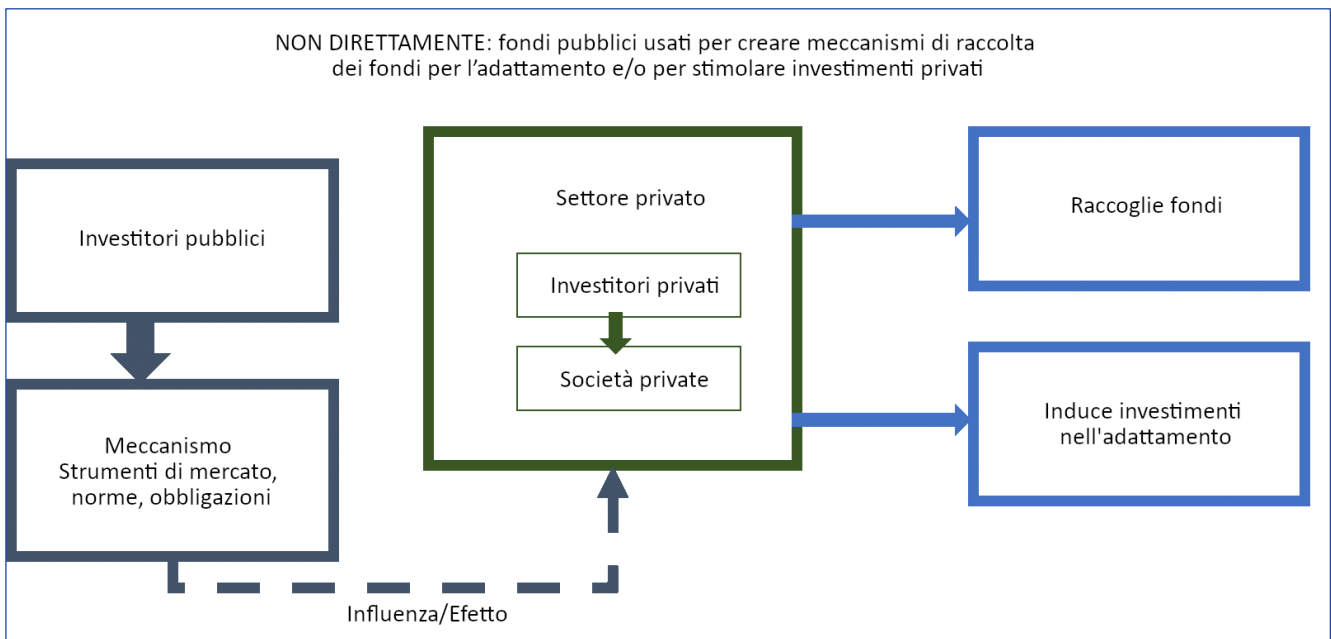 NON DIRETTAMENTE: fondi pubblici usati per creare meccanismi di raccolta
dei fondi per l’adattamento e/o per stimolare investimenti privati
Investitori pubblici
Meccanismo
Strumenti di mercato,
norme, obbligazioni
Influenza/Efetto
Settore privato
Investitori privati
Società private
Raccoglie fondi
Induce investimenti
nell'adattamento